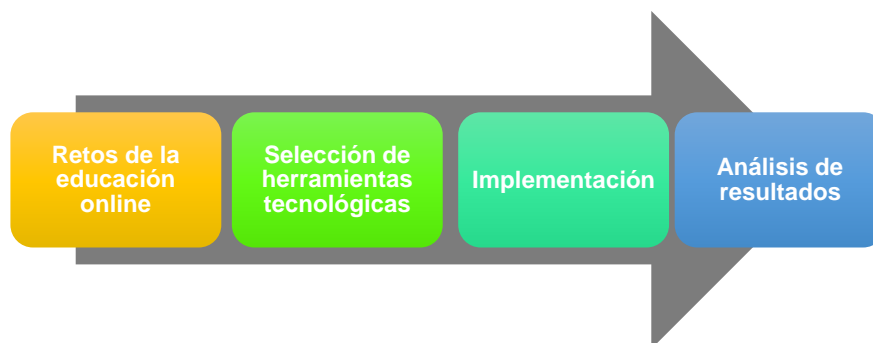 Retos de la
educación
online
Selección de
herramientas
tecnológicas
Implementación
Análisis de
resultados